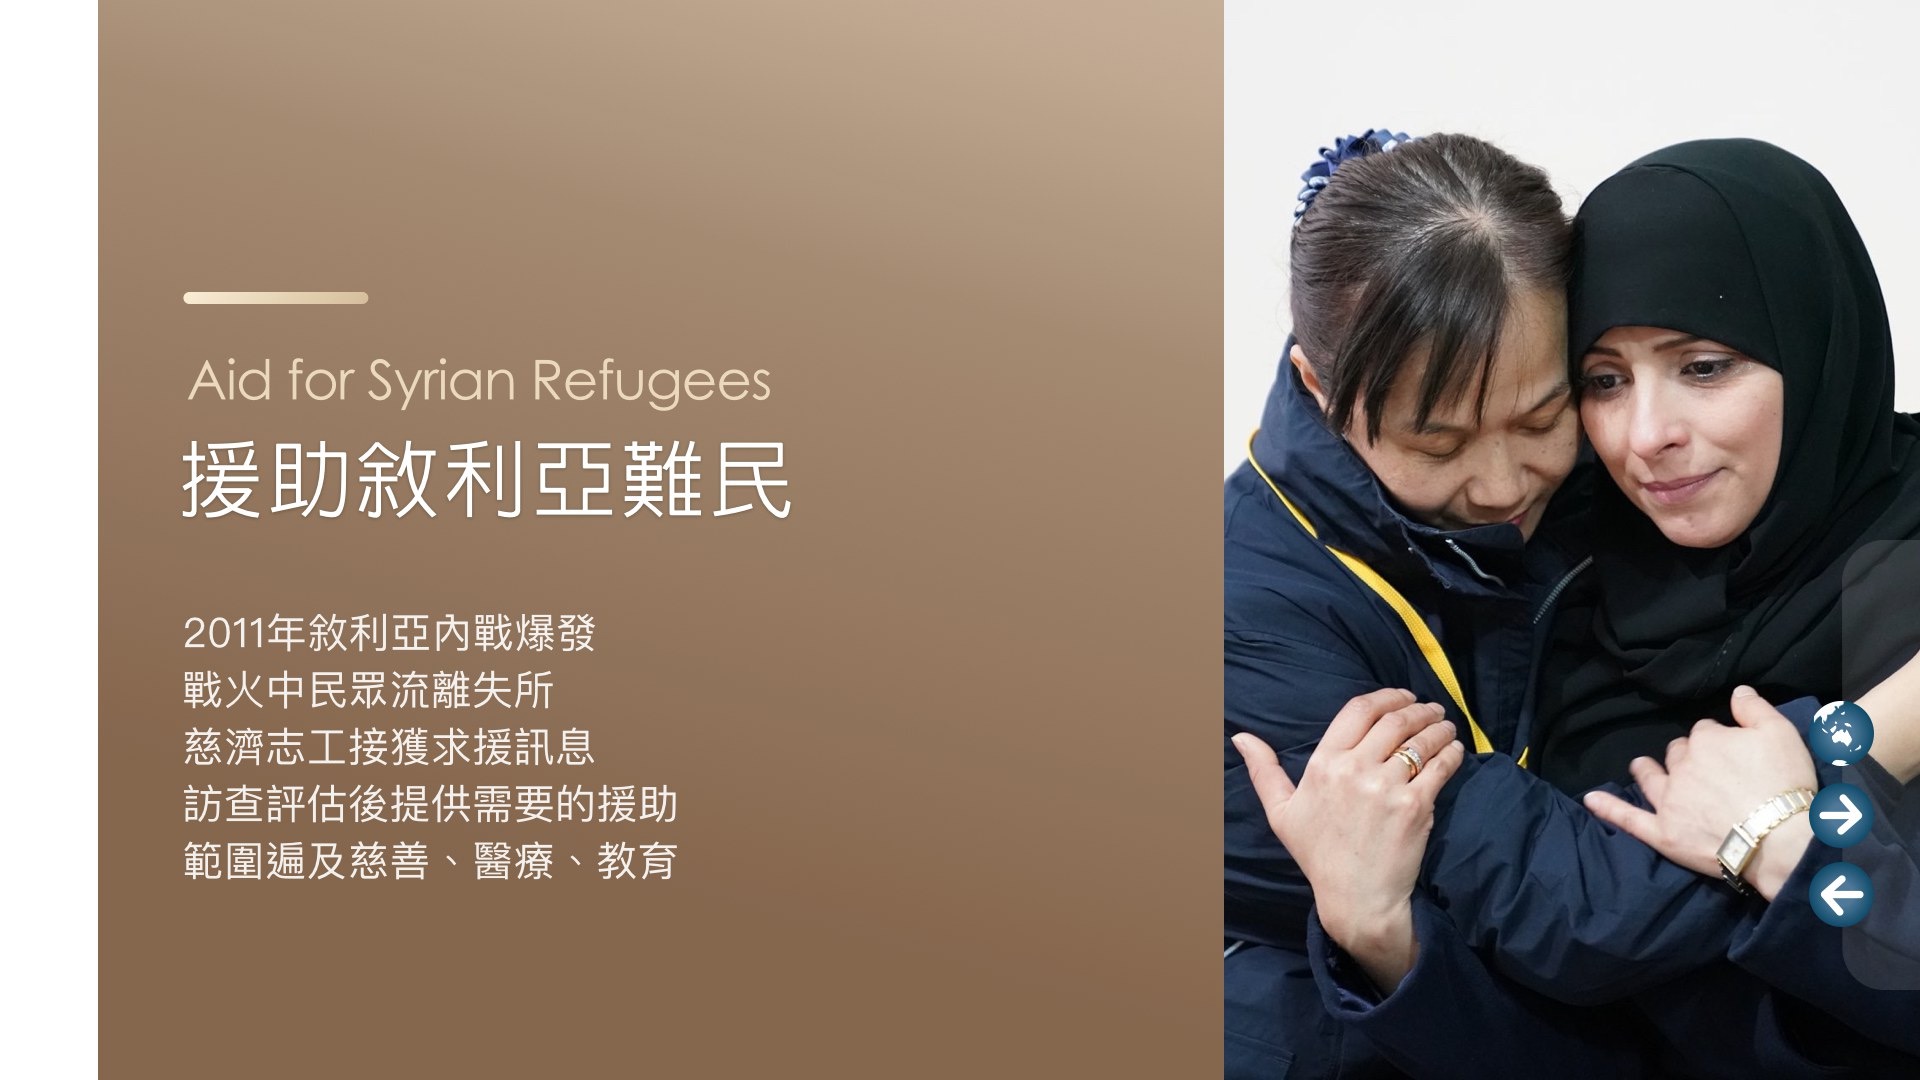 Aid for Syrian Refugees
援助敘利亞難民
2011年敘利亞內戰爆發
戰火中民眾流離失所
慈濟志工接獲求援訊息
訪查評估後提供需要的援助
範圍遍及慈善、醫療、教育